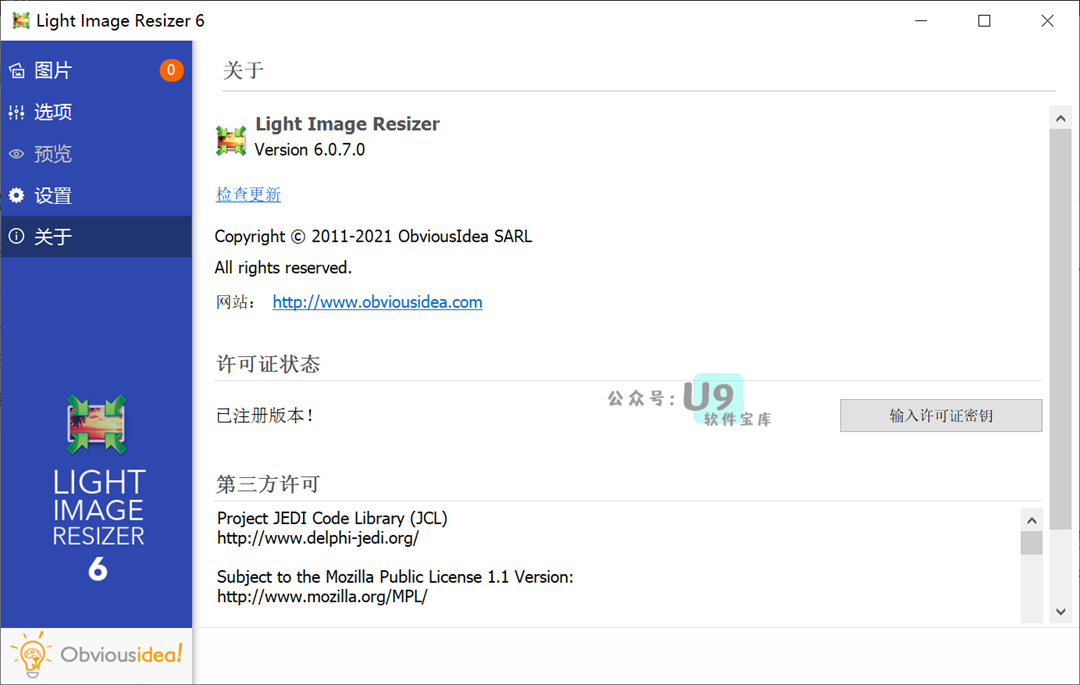 Light Image Resizer 6
图片
0
选项
预览
设置
关于
LIGHT
IMAGE
RESIZER
6
Obviousidea!
关于
Light Image Resizer
Version 6.0.7.0
检查更新
Copyright © 2011-2021 ObviousIdea SARL
All rights reserved.
网站： http://www.obviousidea.com
许可证状态
已注册版本！
公众号：U9
软件宝库
输入许可证密钥
第三方许可
Project JEDI Code Library (JCL)
http://www.delphi-jedi.org/
Subject to the Mozilla Public License 1.1 Version:
http://www.mozilla.org/MPL/